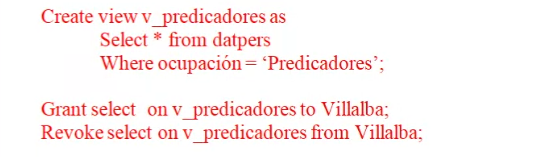 Create view v_predicadores as
Select * from datpers
Where ocupación = ‘Predicadores’;
Grant select on v_predicadores to Villalba;
Revoke select on v_predicadores from Villalba;